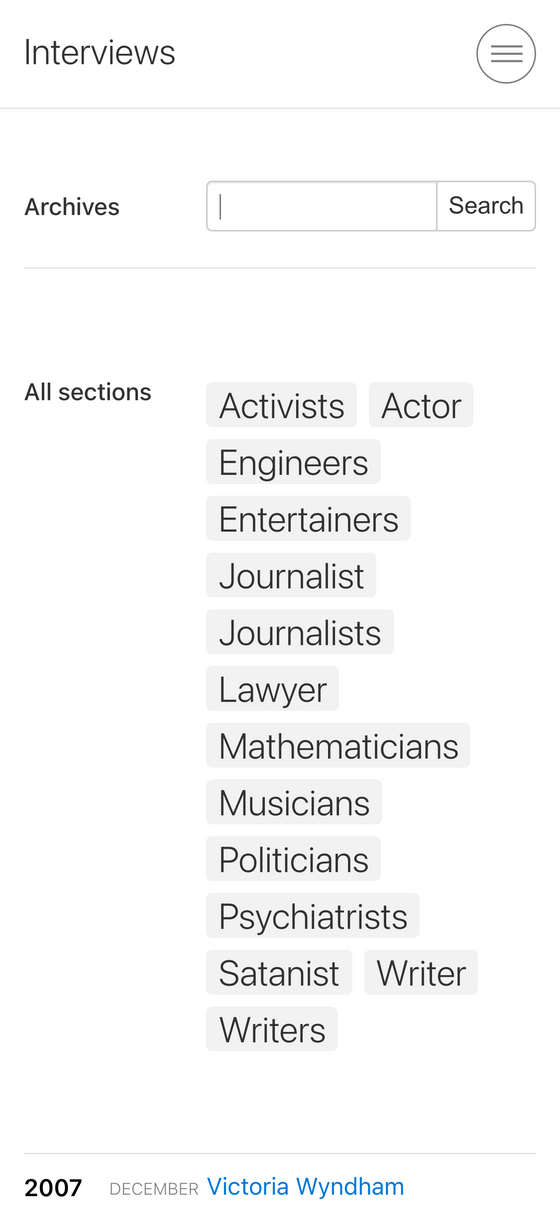 Interviews
Archives
Search
All sections
Activists Actor
Engineers
Entertainers
Journalist
Journalists
Lawyer
Mathematicians
Musicians
Politicians
Psychiatrists
Satanist Writer
Writers
2007 DECEMBER Victoria Wyndham